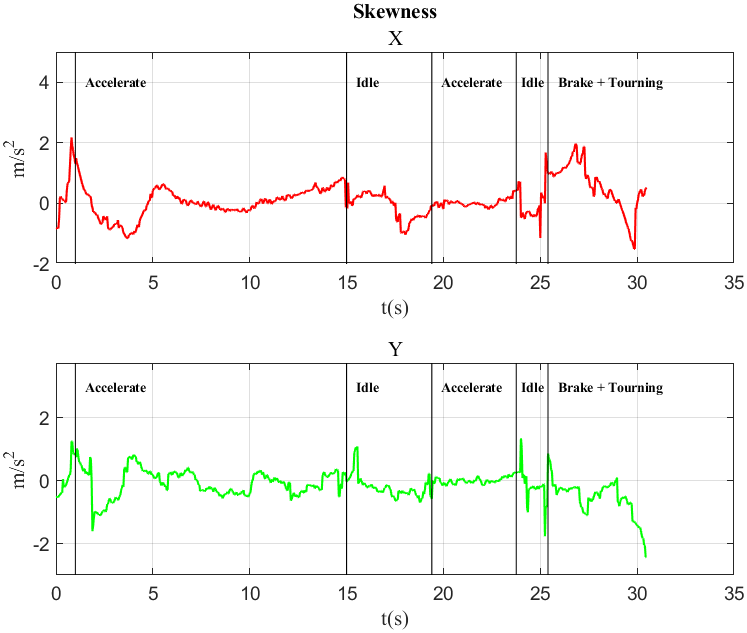 Skewness
X
Accelerate Idle Accelerate Idle Brake + Tourning
4
2
0
-2
m/s²
0 5 10 15 20 25 30 35
t(s)
Y
Accelerate Idle Accelerate Idle Brake + Tourning
2
0
-2
m/s²
0 5 10 15 20 25 30 35
t(s)